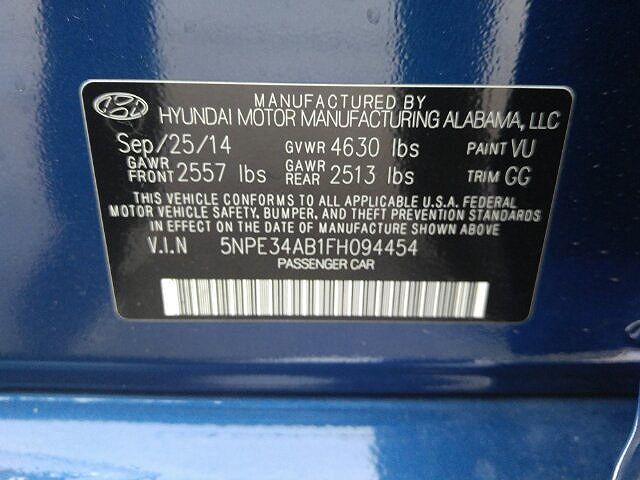 MANUFACTURED BY
HYUNDAI MOTOR MANUFACTURING ALABAMA, LLC
Sep/25/14 GVWR 4630 lbs PAINT VU
GAWR FRONT 2557 lbs GAWR REAR 2513 lbs TRIM GG
THIS VEHICLE CONFORMS TO ALL APPLICABLE U.S.A. FEDERAL
MOTOR VEHICLE SAFETY, BUMPER, AND THEFT PREVENTION STANDARDS
IN EFFECT ON THE DATE OF MANUFACTURE SHOWN ABOVE.
V.I.N 5NPE34AB1FH094454
PASSENGER CAR